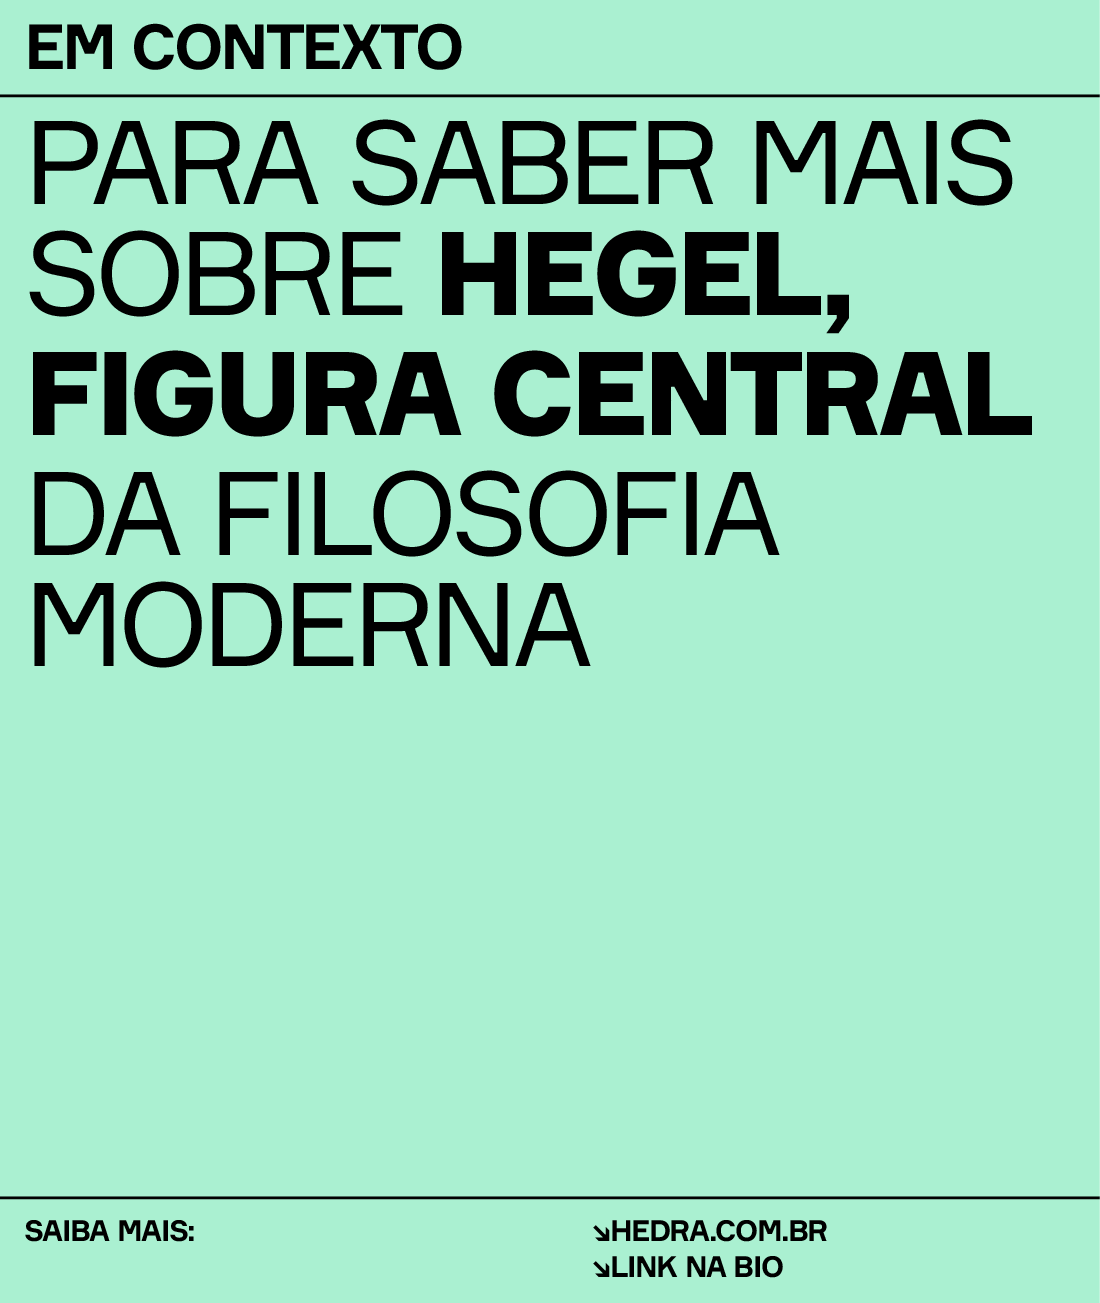 EM CONTEXTO
PARA SABER MAIS
SOBRE HEGEL,
FIGURA CENTRAL
DA FILOSOFIA
MODERNA
SAIBA MAIS:
↘HEDRA.COM.BR
↘LINK NA BIO